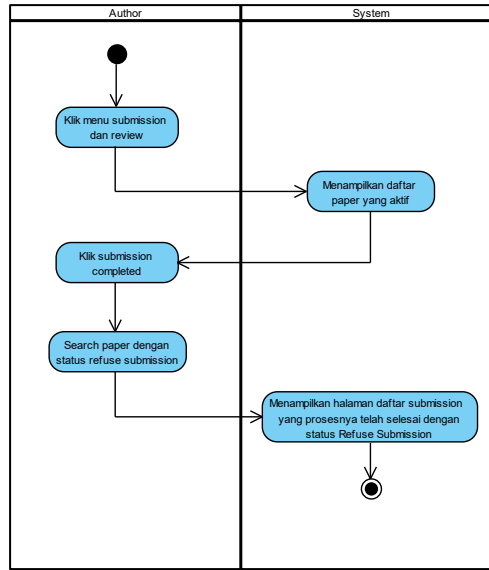 Author
System
Klik menu submission
dan review
Menampilkan daftar
paper yang aktif
Klik submission
completed
Search paper dengan
status refuse submission
Menampilkan halaman daftar submission
yang prosesnya telah selesai dengan
status Refuse Submission